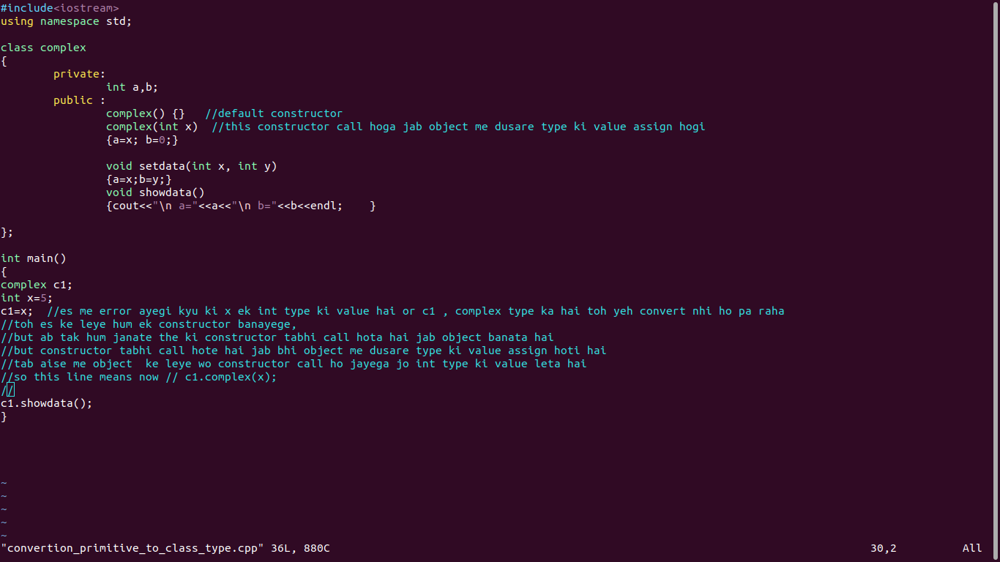 #include<iostream>
using namespace std;
class complex
{
private:
int a,b;
public :
complex() {}   //default constructor
complex(int x)  //this constructor call hoga jab object me dusare type ki value assign hogi
{a=x; b=0;}
void setdata(int x, int y)
{a=x;b=y;}
void showdata()
{cout<<"\n a="<<a<<"\n b="<<b<<endl;    }
};
int main()
{
complex c1;
int x=5;
c1=x;  //es me error ayegi kyu ki x ek int type ki value hai or c1 , complex type ka hai toh yeh convert nhi ho pa raha
//toh es ke leye hum ek constructor banayege,
//but ab tak hum janate the ki constructor tabhi call hota hai jab object banata hai
//but constructor tabhi call hote hai jab bhi object me dusare type ki value assign hoti hai
//tab aise me object  ke leye wo constructor call ho jayega jo int type ki value leta hai
//so this line means now // c1.complex(x);
//
c1.showdata();
}
~
~
~
~
~
"convertion_primitive_to_class_type.cpp" 36L, 880C 30,2 All